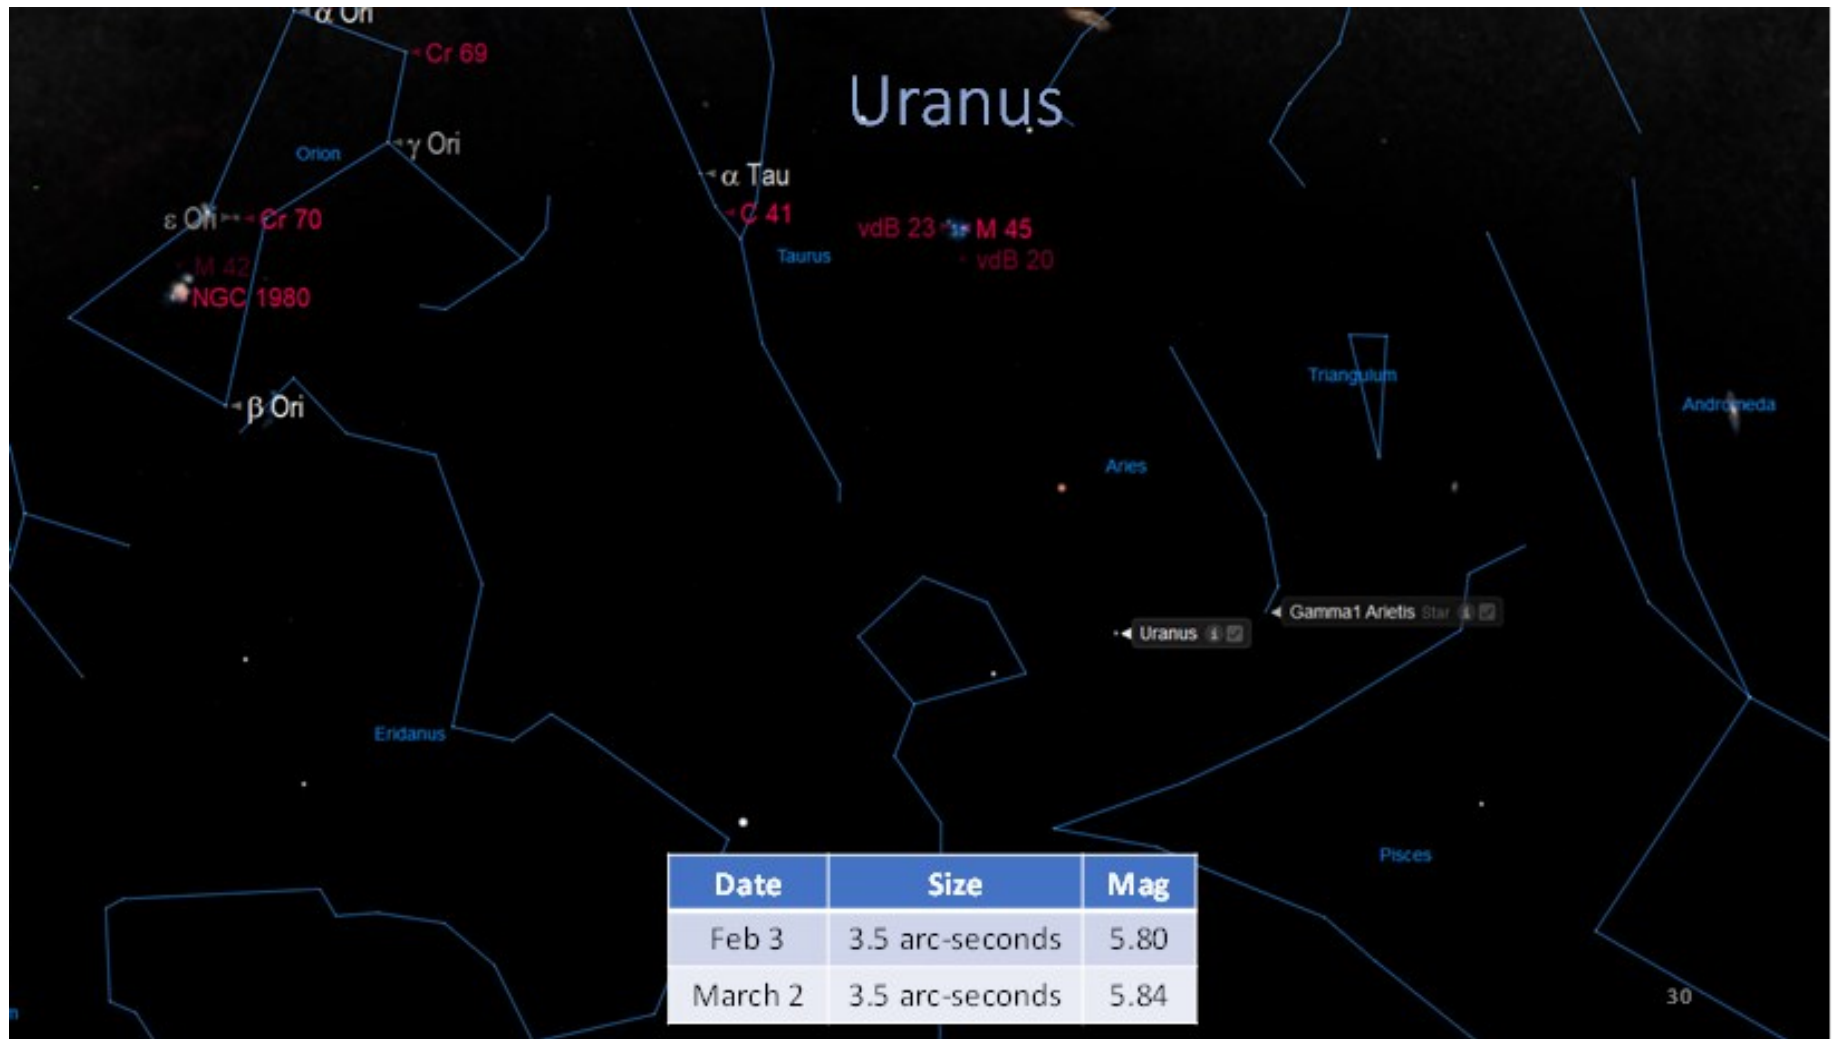 α Ori
Cr 69
Uranus
γ Ori
Orion
α Tau
C 41
ε Ori
Cr 70
vdB 23
M 45
Taurus
vdB 20
M 42
NGC 1980
Triangulum
Andromeda
β Ori
Aries
Gamma1 Arietis Star
Uranus
Eridanus
Pisces
Date Size Mag
Feb 3 3.5 arc-seconds 5.80
March 2 3.5 arc-seconds 5.84
30